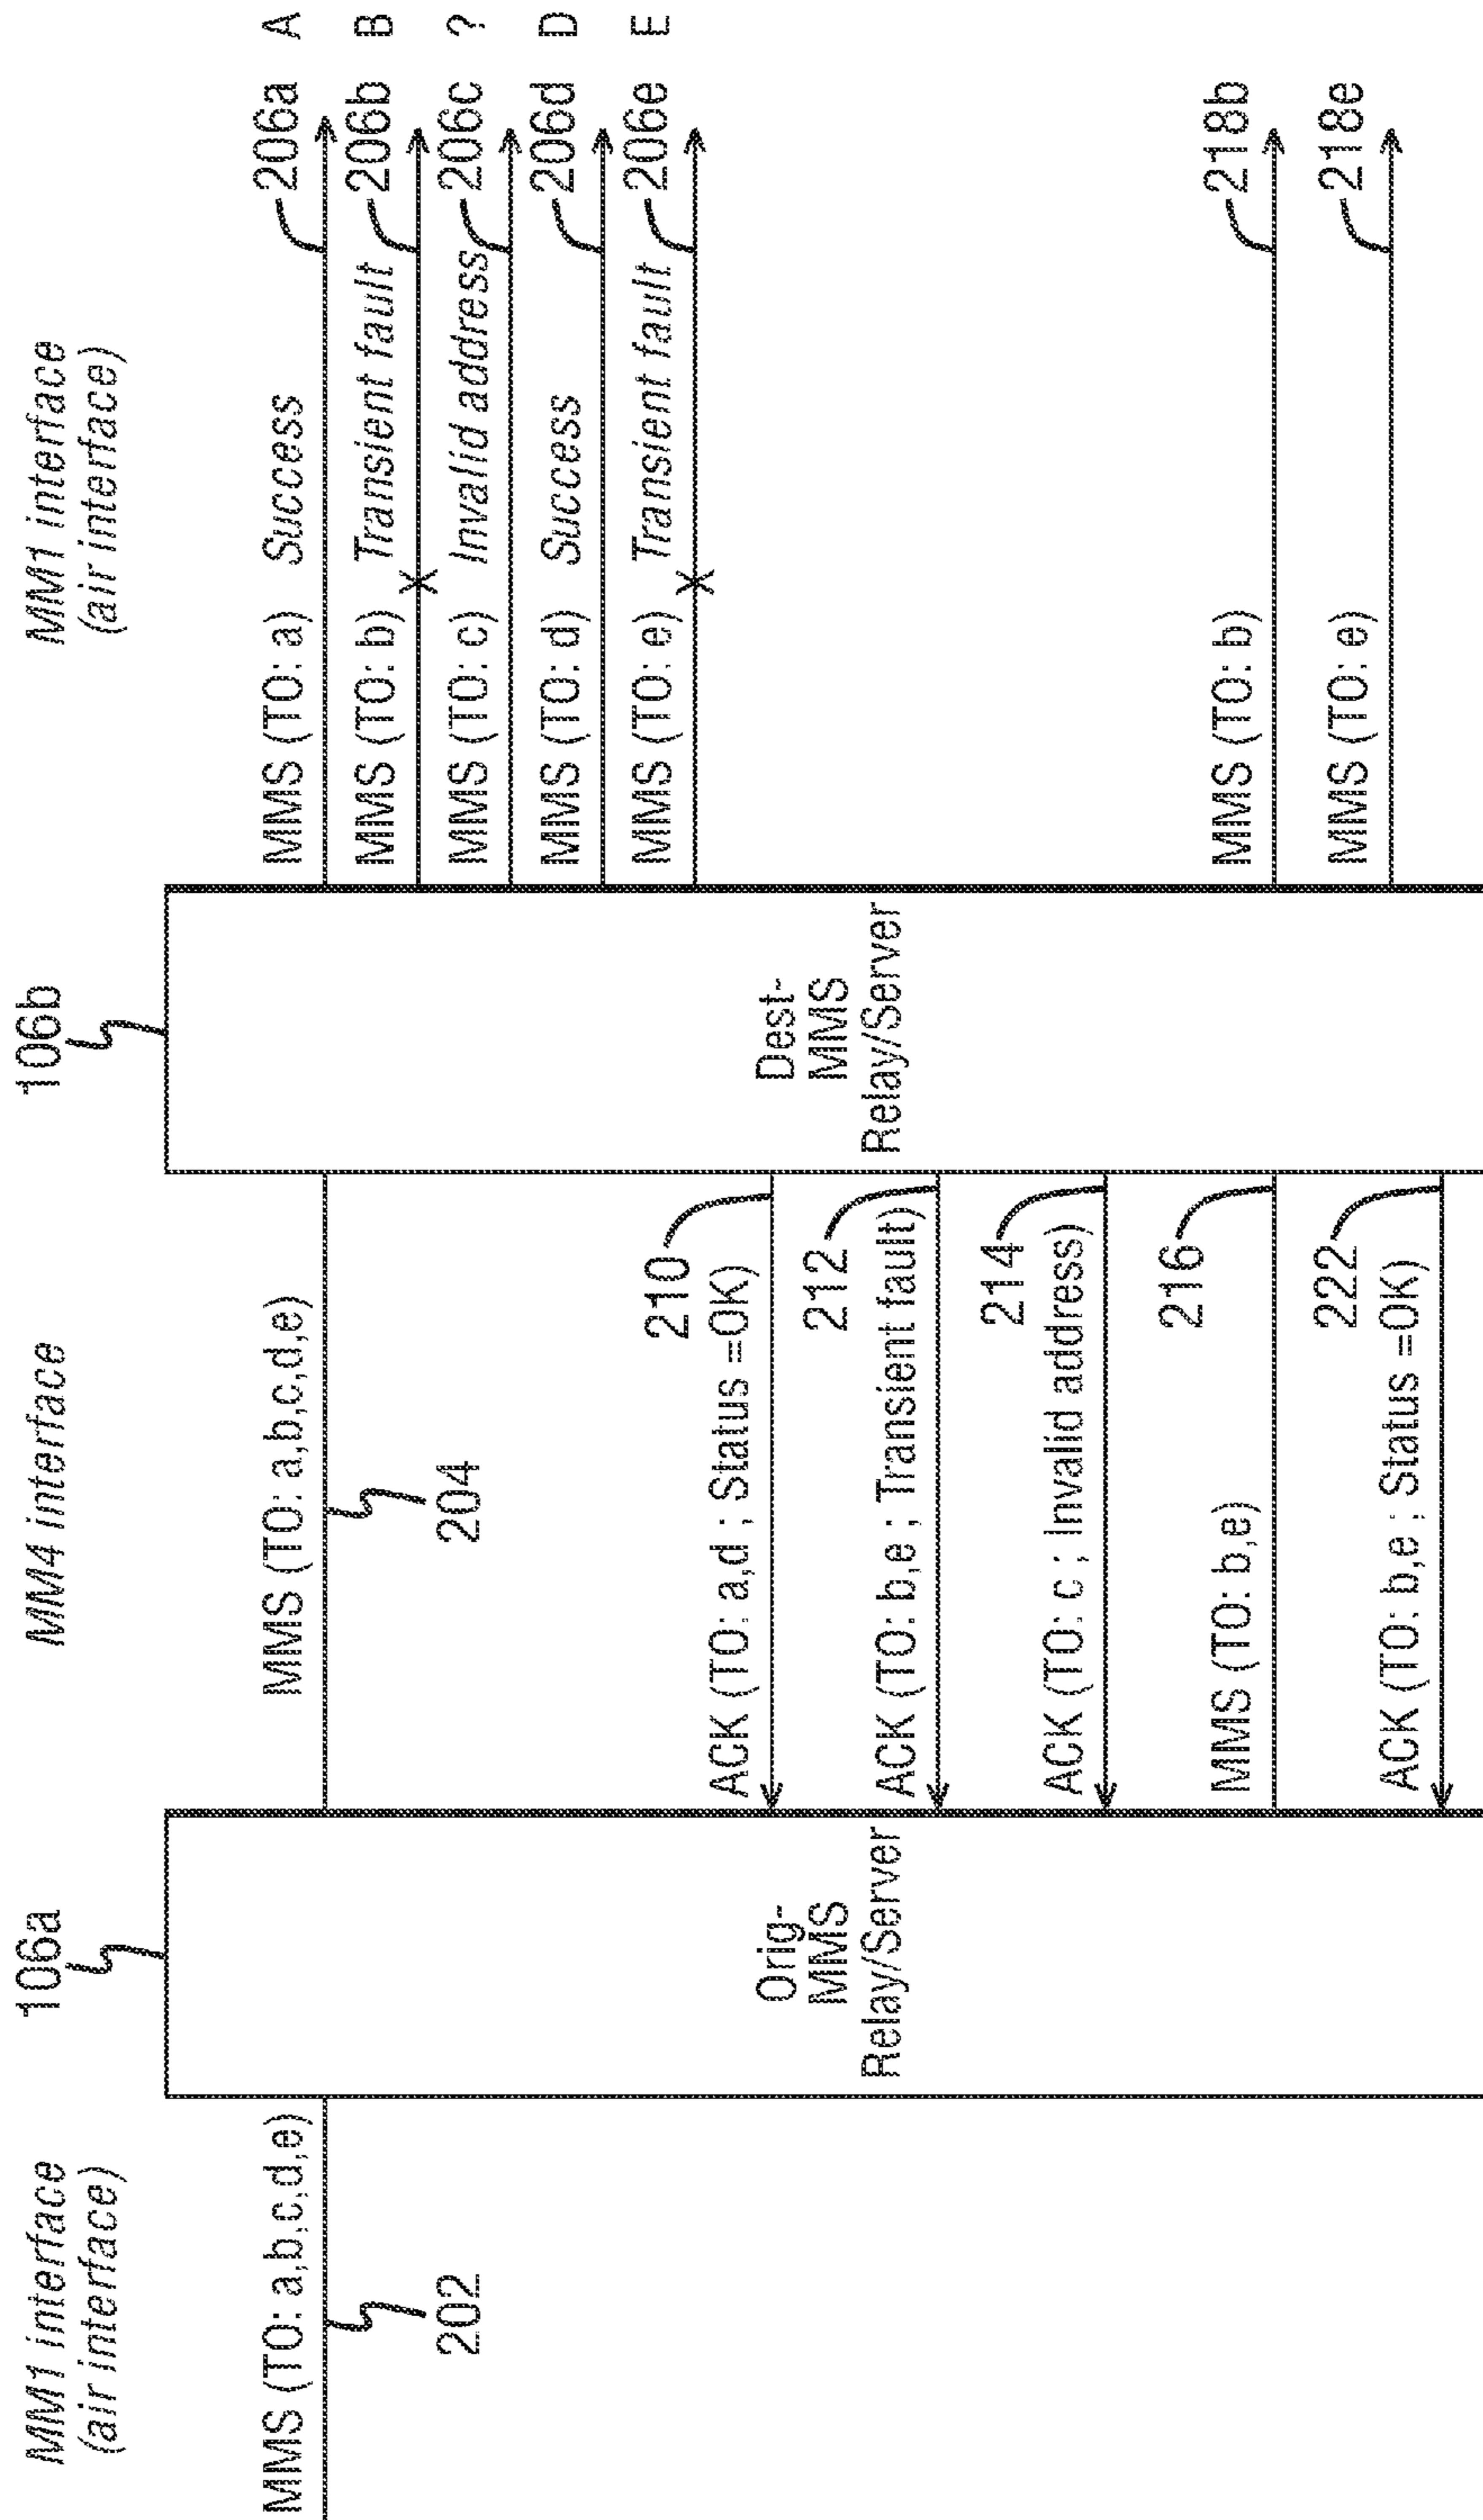 MM1 interface
(air interface)
106a
MM4 interface
106b
MM1 interface
(air interface)
MMS (TO: a,b,c,d,e)
202
MMS (TO: a,b,c,d,e)
204
MMS (TO: a) Success
206a A
MMS (TO: b) Transient fault
206b B
MMS (TO: c) Invalid address
206c ?
MMS (TO: d) Success
206d D
MMS (TO: e) Transient fault
206e E
Orig-
MMS
Relay/Server
Dest-
MMS
Relay/Server
210
ACK (TO: a,d ; Status =OK)
212
ACK (TO: b,e ; Transient fault)
214
ACK (TO: c ; Invalid address)
216
MMS (TO: b,e)
MMS (TO: b)
218b
MMS (TO: e)
218e
222
ACK (TO: b,e ; Status =OK)